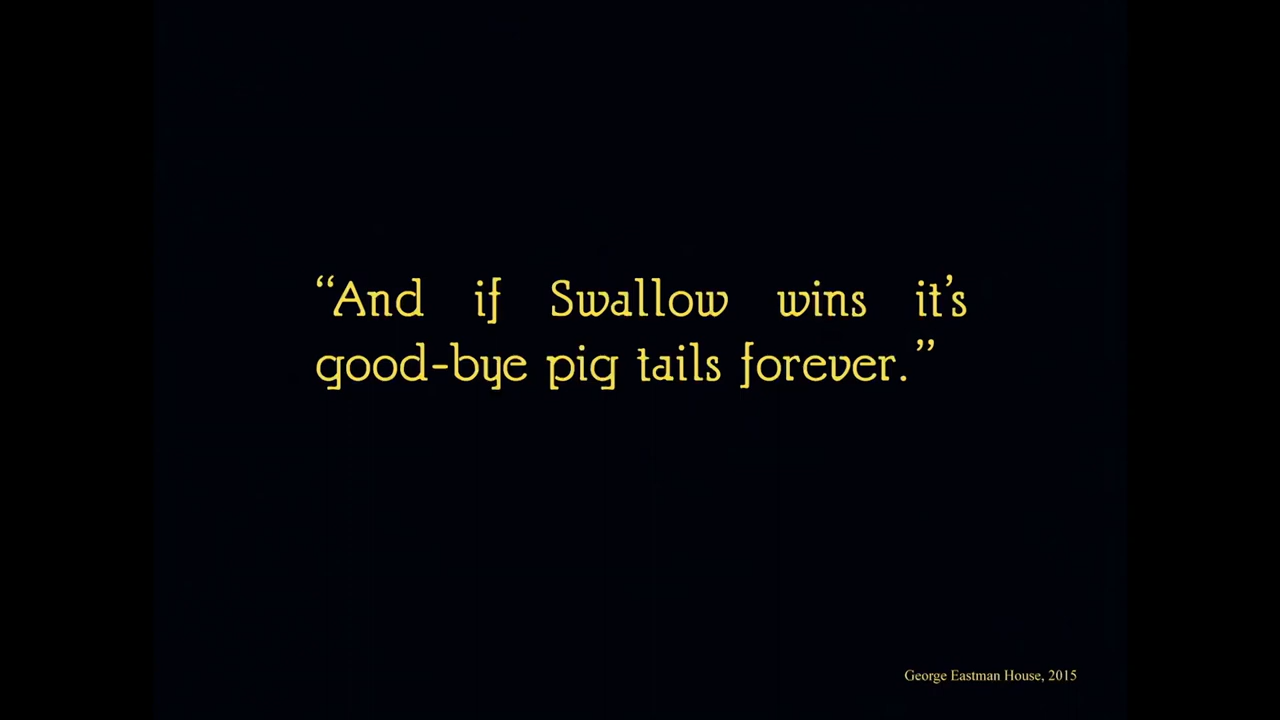 “And if Swallow wins it’s
good-bye pig tails forever.”
George Eastman House, 2015